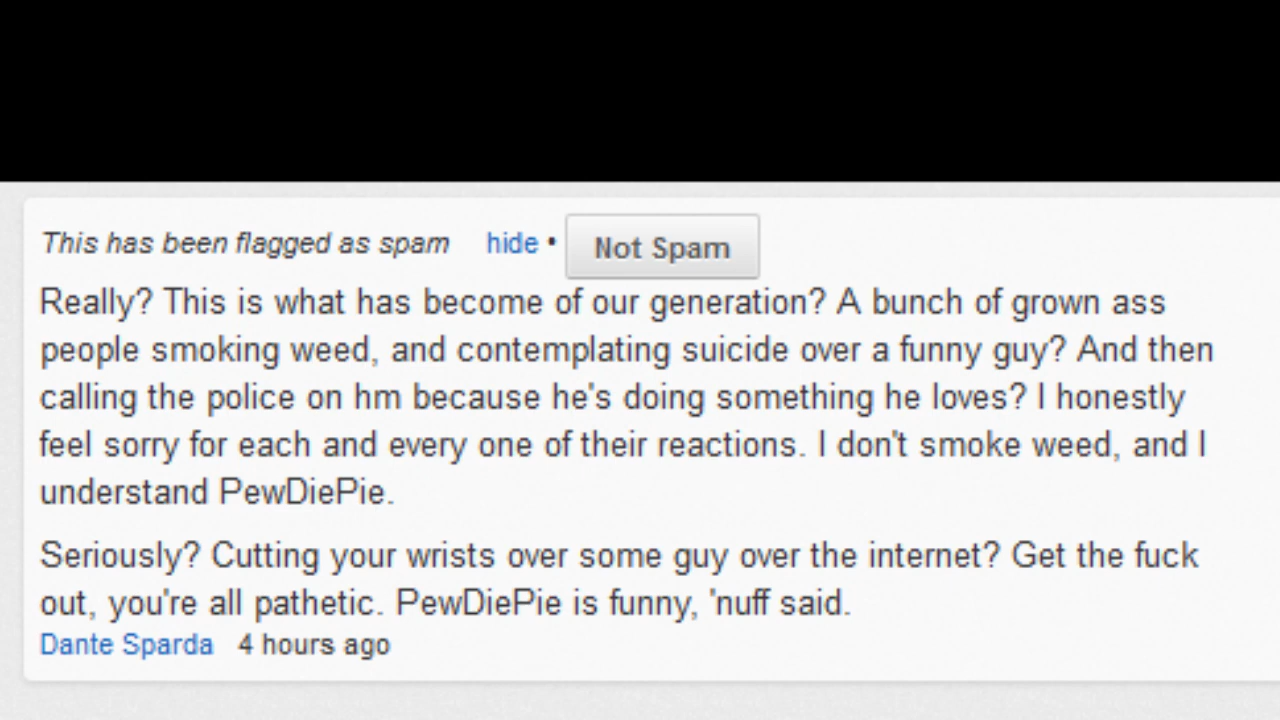 This has been flagged as spam hide • Not Spam
Really? This is what has become of our generation? A bunch of grown ass
people smoking weed, and contemplating suicide over a funny guy? And then
calling the police on hm because he's doing something he loves? I honestly
feel sorry for each and every one of their reactions. I don't smoke weed, and I
understand PewDiePie.
Seriously? Cutting your wrists over some guy over the internet? Get the fuck
out, you're all pathetic. PewDiePie is funny, 'nuff said.
Dante Sparda 4 hours ago